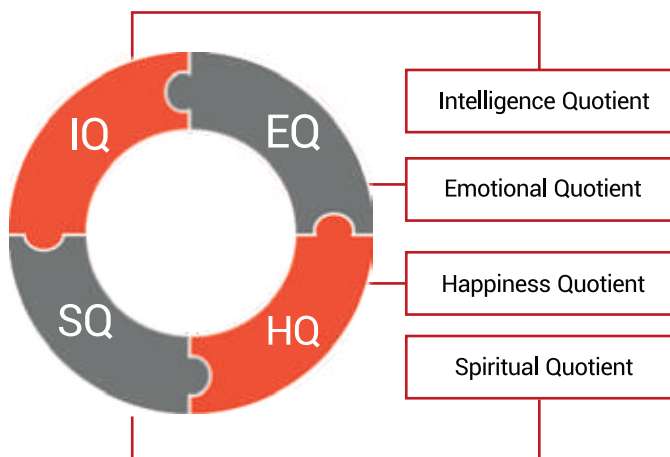 IQ
EQ
SQ
HQ
Intelligence Quotient
Emotional Quotient
Happiness Quotient
Spiritual Quotient